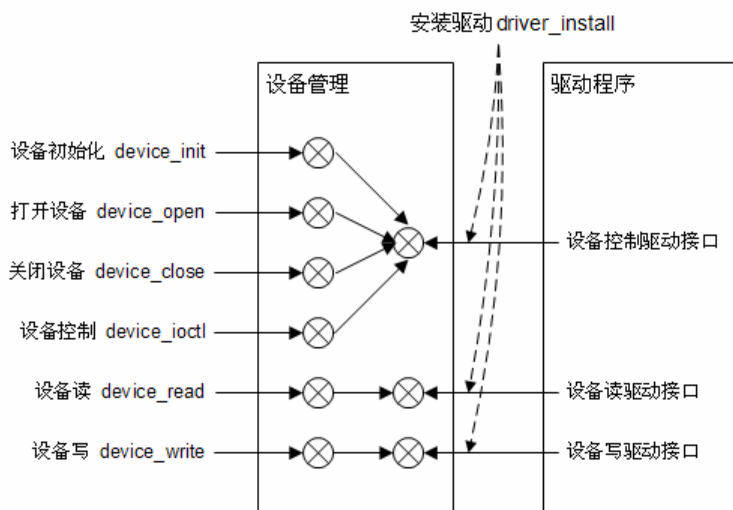 安装驱动 driver_install
设备管理
驱动程序
设备初始化 device_init
打开设备 device_open
设备控制驱动接口
关闭设备 device_close
设备控制 device_ioctl
设备读 device_read
设备读驱动接口
设备写 device_write
设备写驱动接口